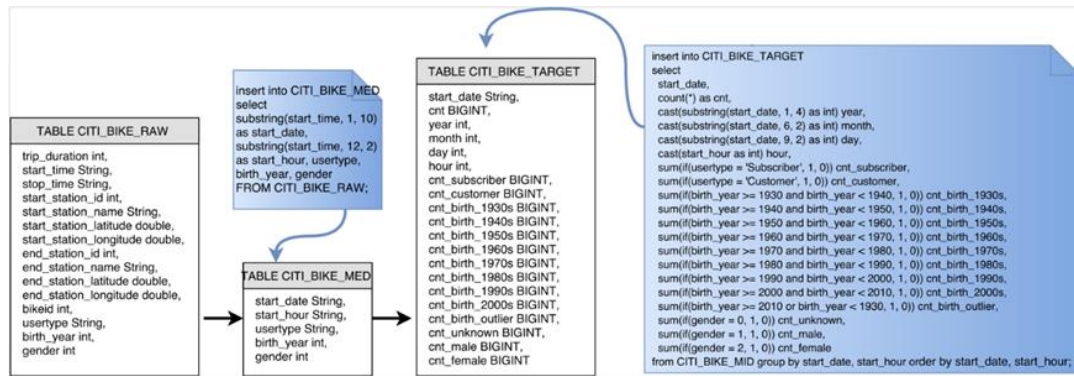 TABLE CITI_BIKE_RAW
trip_duration int,
start_time String,
stop_time String,
start_station_id int,
start_station_name String,
start_station_latitude double,
start_station_longitude double,
end_station_id int,
end_station_name String,
end_station_latitude double,
end_station_longitude double,
bikeid int,
usertype String,
birth_year int,
gender int
insert into CITI_BIKE_MED
select
substring(start_time, 1, 10)
as start_date,
substring(start_time, 12, 2)
as start_hour, usertype,
birth_year, gender
FROM CITI_BIKE_RAW;
TABLE CITI_BIKE_MED
start_date String,
start_hour String,
usertype String,
birth_year int,
gender int
TABLE CITI_BIKE_TARGET
start_date String,
cnt BIGINT,
year int,
month int,
day int,
hour int,
cnt_subscriber BIGINT,
cnt_customer BIGINT,
cnt_birth_1930s BIGINT,
cnt_birth_1940s BIGINT,
cnt_birth_1950s BIGINT,
cnt_birth_1960s BIGINT,
cnt_birth_1970s BIGINT,
cnt_birth_1980s BIGINT,
cnt_birth_1990s BIGINT,
cnt_birth_2000s BIGINT,
cnt_birth_outlier BIGINT,
cnt_unknown BIGINT,
cnt_male BIGINT,
cnt_female BIGINT
insert into CITI_BIKE_TARGET
select
start_date,
count(*) as cnt,
cast(substring(start_date, 1, 4) as int) year,
cast(substring(start_date, 6, 2) as int) month,
cast(substring(start_date, 9, 2) as int) day,
cast(start_hour as int) hour,
sum(if(usertype = 'Subscriber', 1, 0)) cnt_subscriber,
sum(if(usertype = 'Customer', 1, 0)) cnt_customer,
sum(if(birth_year >= 1930 and birth_year < 1940, 1, 0)) cnt_birth_1930s,
sum(if(birth_year >= 1940 and birth_year < 1950, 1, 0)) cnt_birth_1940s,
sum(if(birth_year >= 1950 and birth_year < 1960, 1, 0)) cnt_birth_1950s,
sum(if(birth_year >= 1960 and birth_year < 1970, 1, 0)) cnt_birth_1960s,
sum(if(birth_year >= 1970 and birth_year < 1980, 1, 0)) cnt_birth_1970s,
sum(if(birth_year >= 1980 and birth_year < 1990, 1, 0)) cnt_birth_1980s,
sum(if(birth_year >= 1990 and birth_year < 2000, 1, 0)) cnt_birth_1990s,
sum(if(birth_year >= 2000 and birth_year < 2010, 1, 0)) cnt_birth_2000s,
sum(if(birth_year >= 2010 or birth_year < 1930, 1, 0)) cnt_birth_outlier,
sum(if(gender = 0, 1, 0)) cnt_unknown,
sum(if(gender = 1, 1, 0)) cnt_male,
sum(if(gender = 2, 1, 0)) cnt_female
from CITI_BIKE_MID group by start_date, start_hour order by start_date, start_hour;